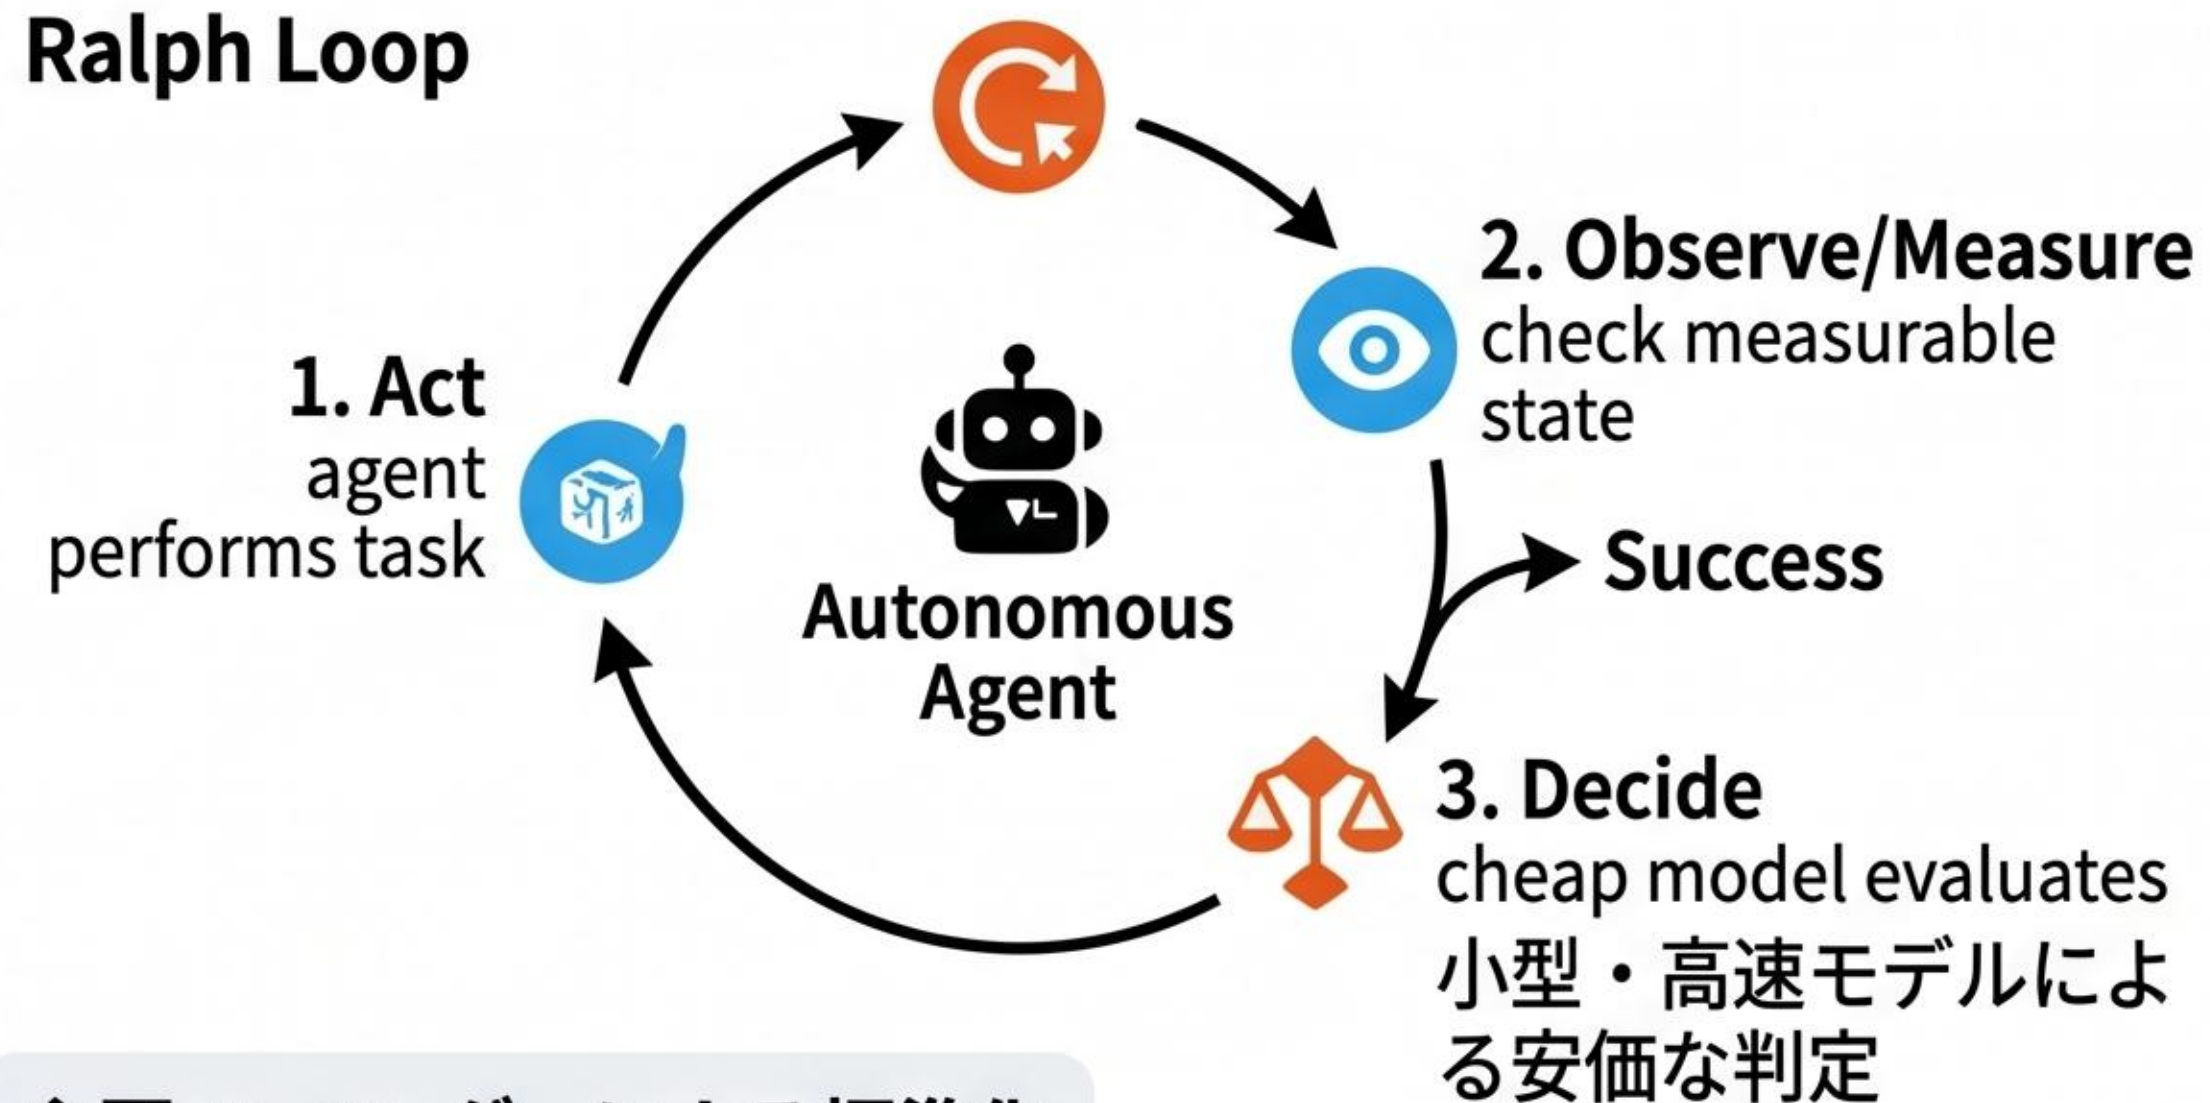 Ralph Loop
1. Act
agent
performs task
2. Observe/Measure
check measurable
state
Success
Autonomous
Agent
3. Decide
cheap model evaluates
小型・高速モデルによ
る安価な判定